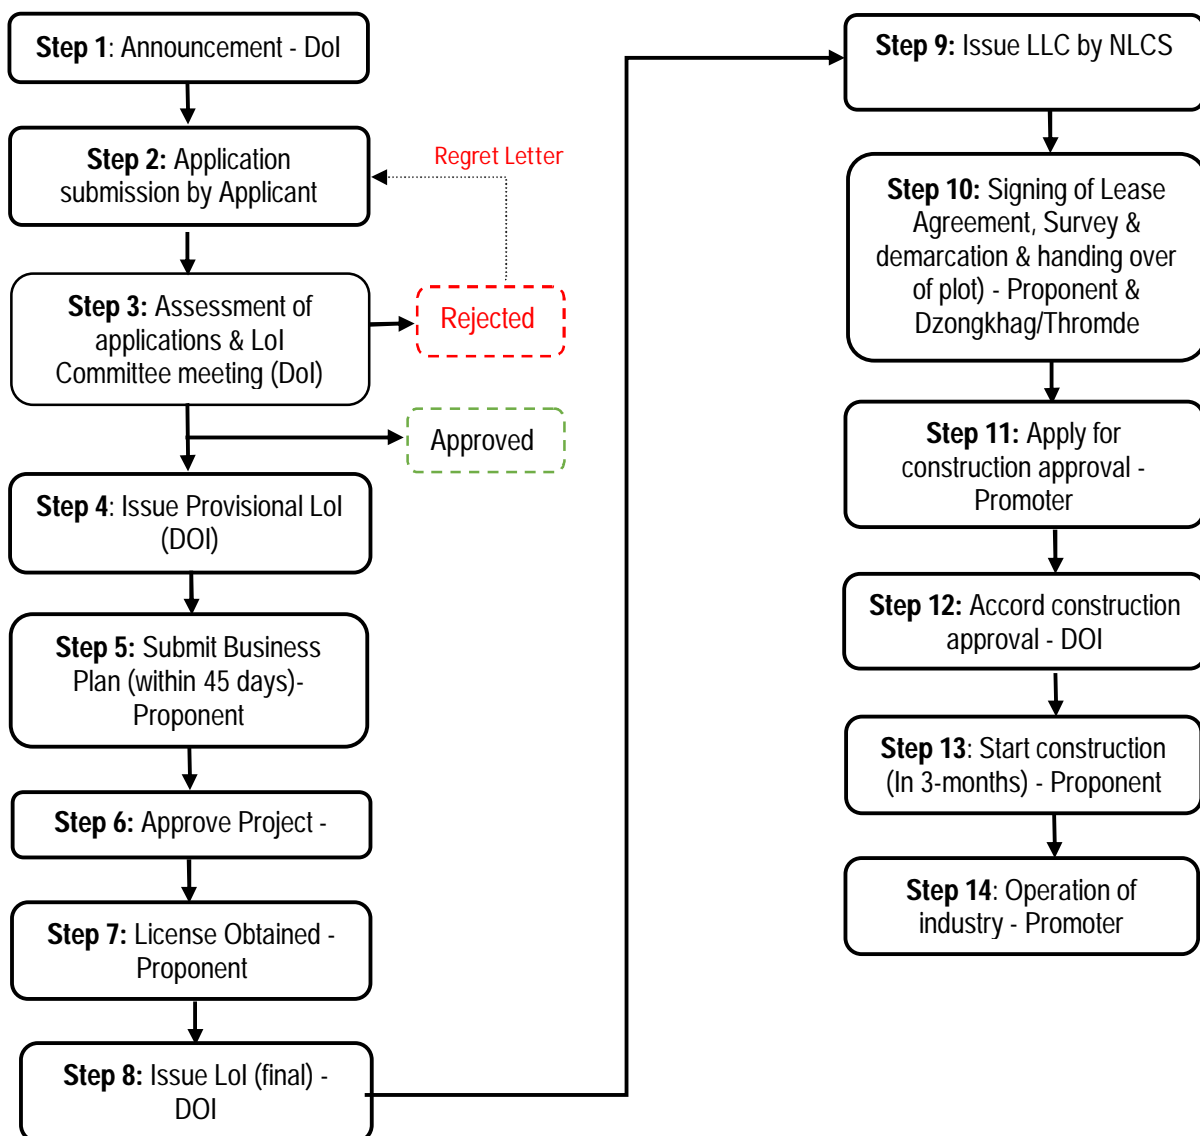 Step 1: Announcement - DoI
Step 2: Application
submission by Applicant
Regret Letter
Step 3: Assessment of
applications & LoI
Committee meeting (DoI)
Rejected
Approved
Step 4: Issue Provisional LoI
(DOI)
Step 5: Submit Business
Plan (within 45 days)-
Proponent
Step 6: Approve Project -
Step 7: License Obtained -
Proponent
Step 8: Issue LoI (final) -
DOI
Step 9: Issue LLC by NLCS
Step 10: Signing of Lease
Agreement, Survey &
demarcation & handing over
of plot) - Proponent &
Dzongkhag/Thromde
Step 11: Apply for
construction approval -
Promoter
Step 12: Accord construction
approval - DOI
Step 13: Start construction
(In 3-months) - Proponent
Step 14: Operation of
industry - Promoter